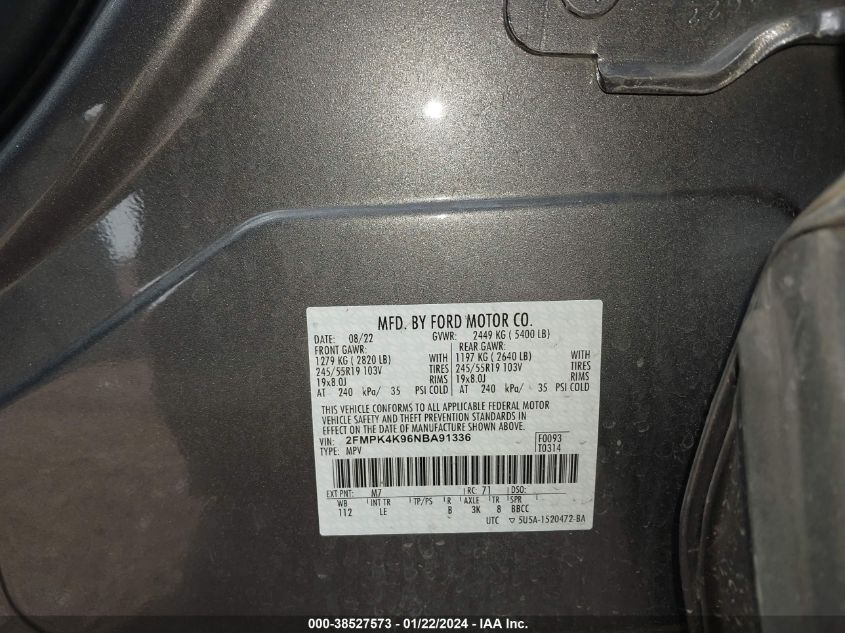 MFD. BY FORD MOTOR CO.
DATE: 08/22 GVWR: 2449 KG ( 5400 LB)
FRONT GAWR: REAR GAWR:
1279 KG ( 2820 LB) WITH 1197 KG ( 2640 LB) WITH
245/55R19 103V TIRES 245/55R19 103V TIRES
19x8.0J RIMS 19x8.0J RIMS
AT 240 kPa/ 35 PSI COLD AT 240 kPa/ 35 PSI COLD
THIS VEHICLE CONFORMS TO ALL APPLICABLE FEDERAL MOTOR
VEHICLE SAFETY AND THEFT PREVENTION STANDARDS IN
EFFECT ON THE DATE OF MANUFACTURE SHOWN ABOVE.
VIN: 2FMPK4K96NBA91336 F0093
TYPE: MPV T0314
EXT PNT: M7 RC: 71 DSO:
WB INT TR TP/PS R AXLE TR SPR
112 LE B 3K 8 BBCC
UTC ▽ 5U5A-1520472-BA
000-38527573 - 01/22/2024 - IAA Inc.